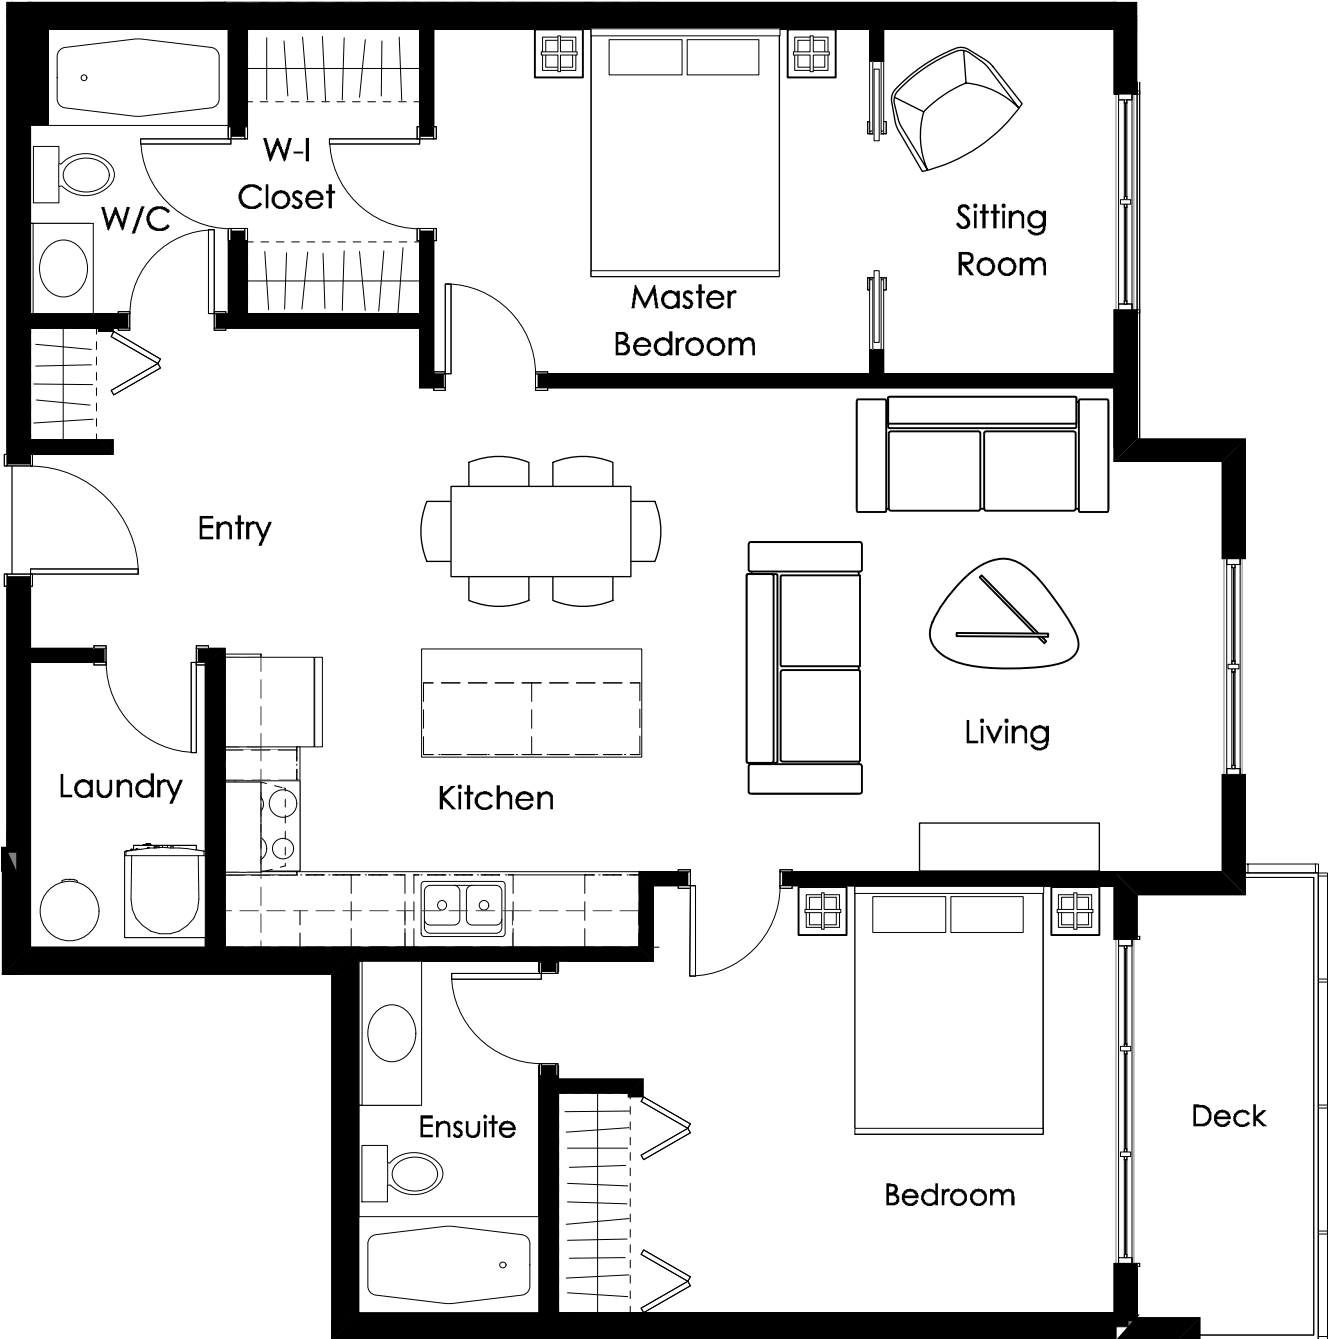 W-I
Closet
W/C
Sitting
Room
Master
Bedroom
Entry
Living
Laundry
Kitchen
Ensuite
Deck
Bedroom